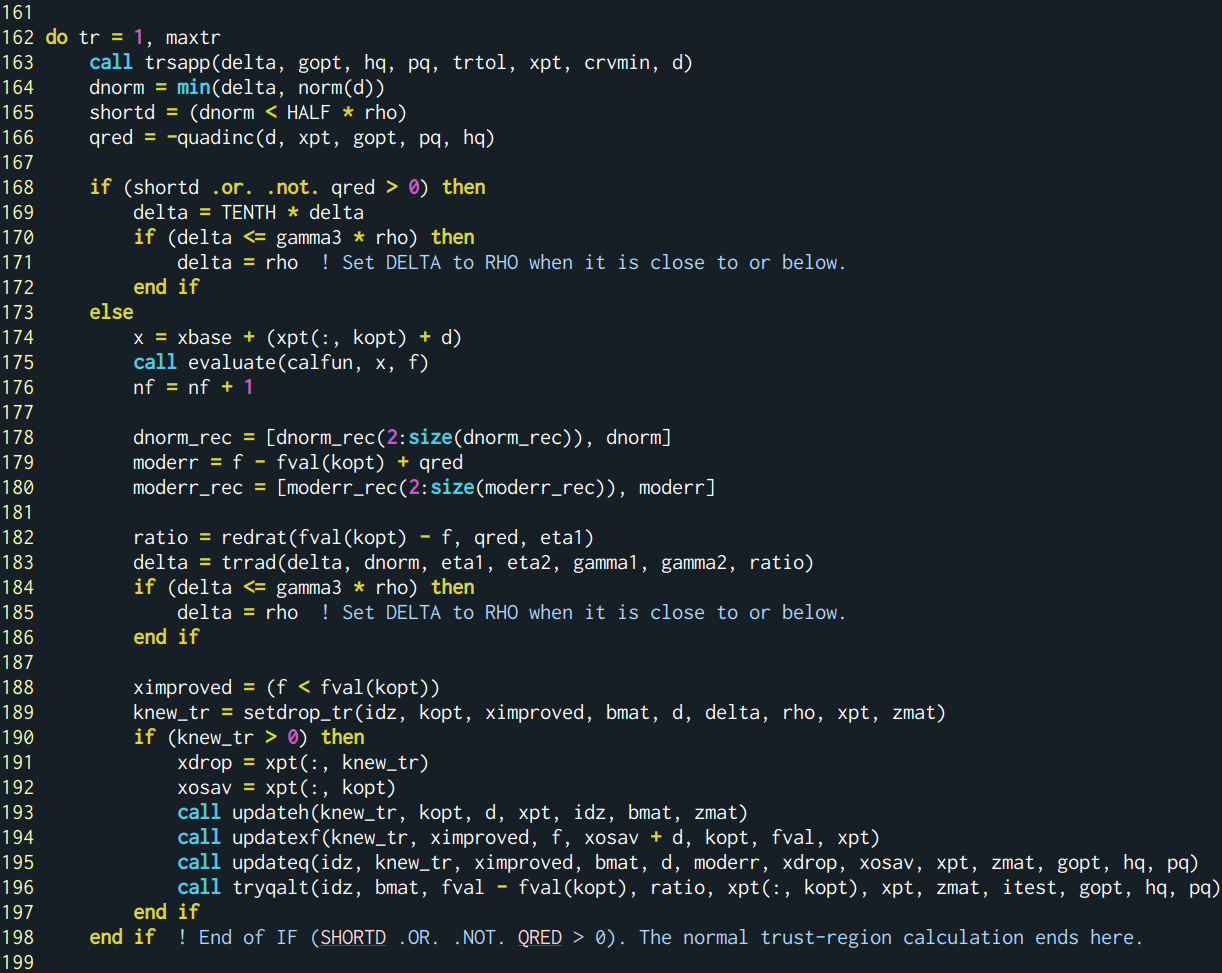 161
162 do tr = 1, maxtr
163     call trsapp(delta, gopt, hq, pq, trtol, xpt, crvmin, d)
164     dnorm = min(delta, norm(d))
165     shortd = (dnorm < HALF * rho)
166     qred = -quadinc(d, xpt, gopt, pq, hq)
167
168     if (shortd .or. .not. qred > 0) then
169         delta = TENTH * delta
170         if (delta <= gamma3 * rho) then
171             delta = rho  ! Set DELTA to RHO when it is close to or below.
172         end if
173     else
174         x = xbase + (xpt(:, kopt) + d)
175         call evaluate(calfun, x, f)
176         nf = nf + 1
177
178         dnorm_rec = [dnorm_rec(2:size(dnorm_rec)), dnorm]
179         moderr = f - fval(kopt) + qred
180         moderr_rec = [moderr_rec(2:size(moderr_rec)), moderr]
181
182         ratio = redrat(fval(kopt) - f, qred, eta1)
183         delta = trrad(delta, dnorm, eta1, eta2, gamma1, gamma2, ratio)
184         if (delta <= gamma3 * rho) then
185             delta = rho  ! Set DELTA to RHO when it is close to or below.
186         end if
187
188         ximproved = (f < fval(kopt))
189         knew_tr = setdrop_tr(idz, kopt, ximproved, bmat, d, delta, rho, xpt, zmat)
190         if (knew_tr > 0) then
191             xdrop = xpt(:, knew_tr)
192             xosav = xpt(:, kopt)
193             call updateh(knew_tr, kopt, d, xpt, idz, bmat, zmat)
194             call updatexf(knew_tr, ximproved, f, xosav + d, kopt, fval, xpt)
195             call updateq(idz, knew_tr, ximproved, bmat, d, moderr, xdrop, xosav, xpt, zmat, gopt, hq, pq)
196             call tryqalt(idz, bmat, fval - fval(kopt), ratio, xpt(:, kopt), xpt, zmat, itest, gopt, hq, pq)
197         end if
198     end if  ! End of IF (SHORTD .OR. .NOT. QRED > 0). The normal trust-region calculation ends here.
199